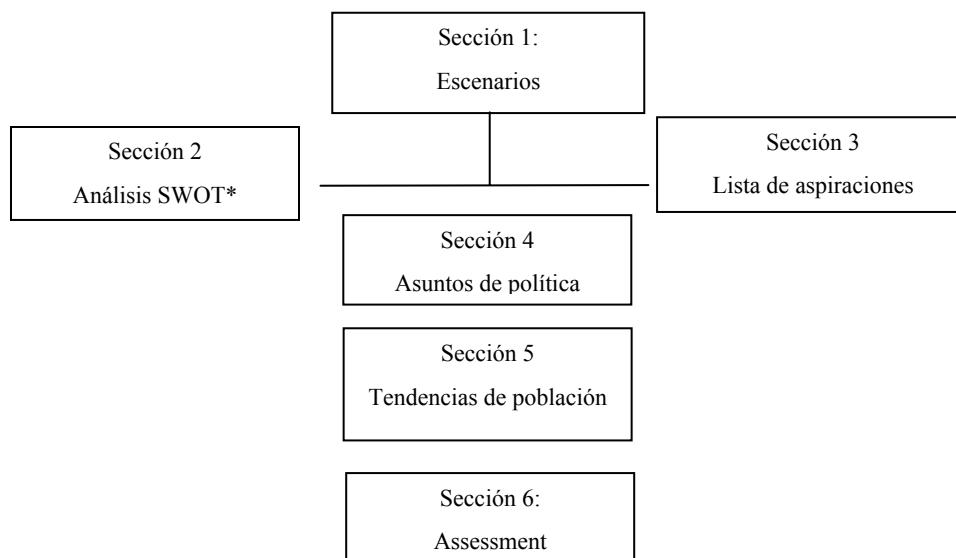 Sección 1:
Escenarios
Sección 2
Análisis SWOT*
Sección 3
Lista de aspiraciones
Sección 4
Asuntos de política
Sección 5
Tendencias de población
Sección 6:
Assessment